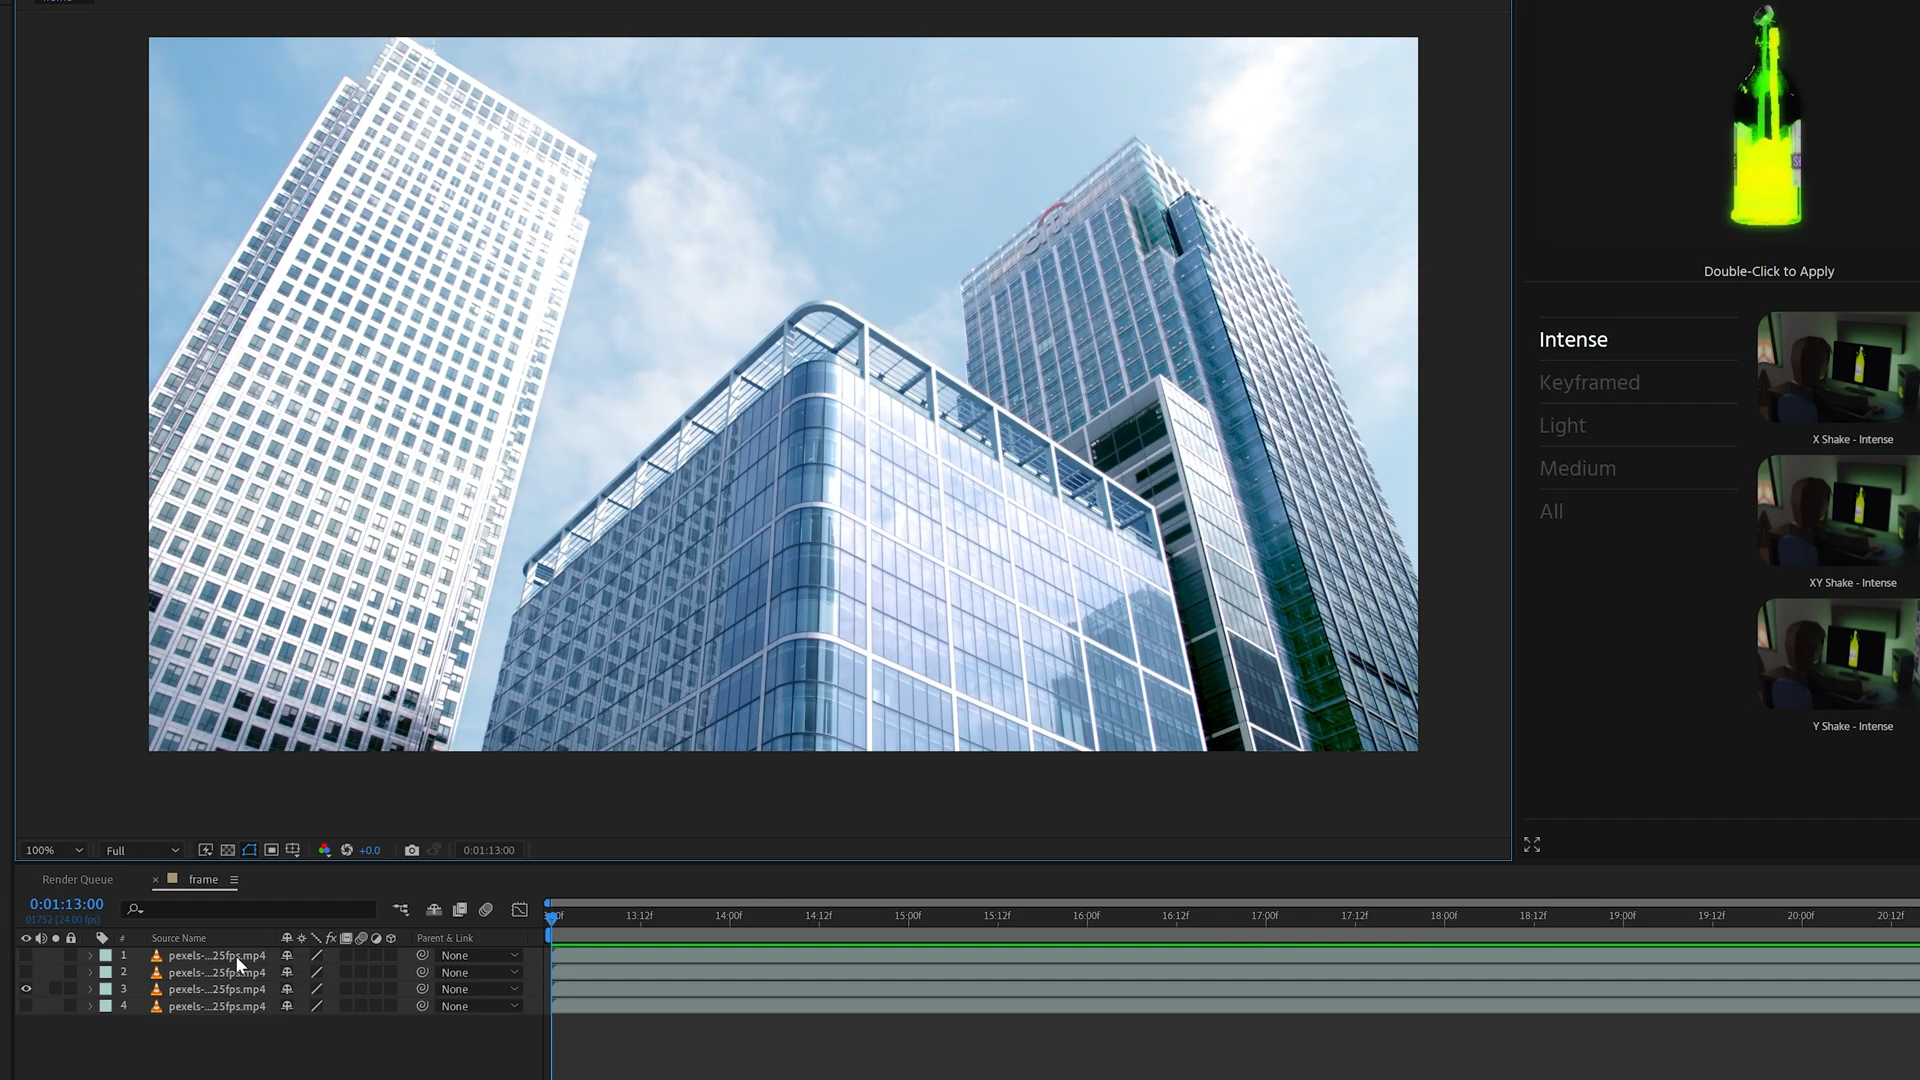 frame
citi
Double-Click to Apply
Intense
Keyframed
Light
Medium
All
X Shake - Intense
XY Shake - Intense
Y Shake - Intense
100%
Full
+0.0
0:01:13:00
Render Queue
× frame
0:01:13:00
01752 (24.00 fps)
:00f 13:12f 14:00f 14:12f 15:00f 15:12f 16:00f 16:12f 17:00f 17:12f 18:00f 18:12f 19:00f 19:12f 20:00f 20:12f
# Source Name fx Parent & Link
1 pexels-...25fps.mp4 None
2 pexels-...25fps.mp4 None
3 pexels-...25fps.mp4 None
4 pexels-...25fps.mp4 None